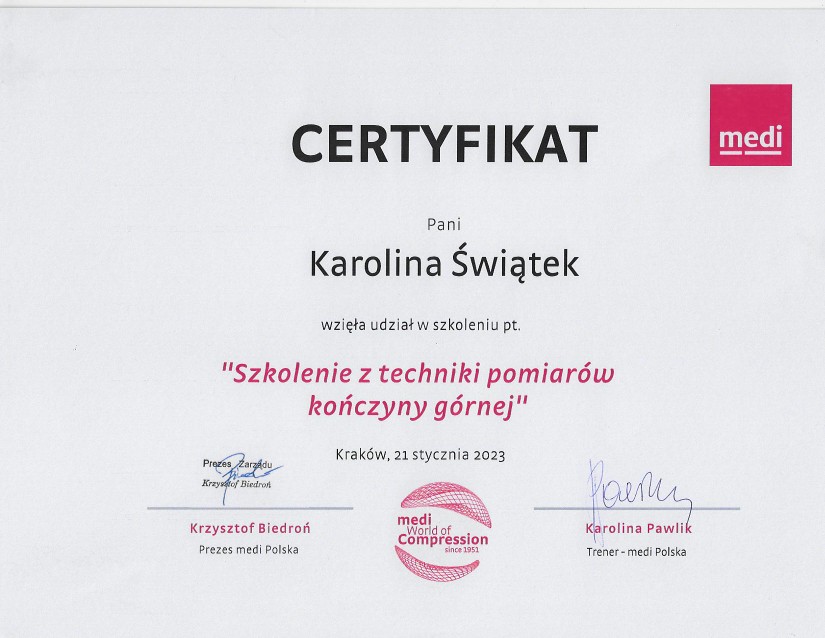 CERTYFIKAT
medi
Pani
Karolina Świątek
wzięła udział w szkoleniu pt.
"Szkolenie z techniki pomiarów
kończyny górnej"
Kraków, 21 stycznia 2023
Prezes Zarządu
Krzysztof Biedroń
Krzysztof Biedroń
Prezes medi Polska
medi
World of
Compression
since 1951
Karolina Pawlik
Trener - medi Polska